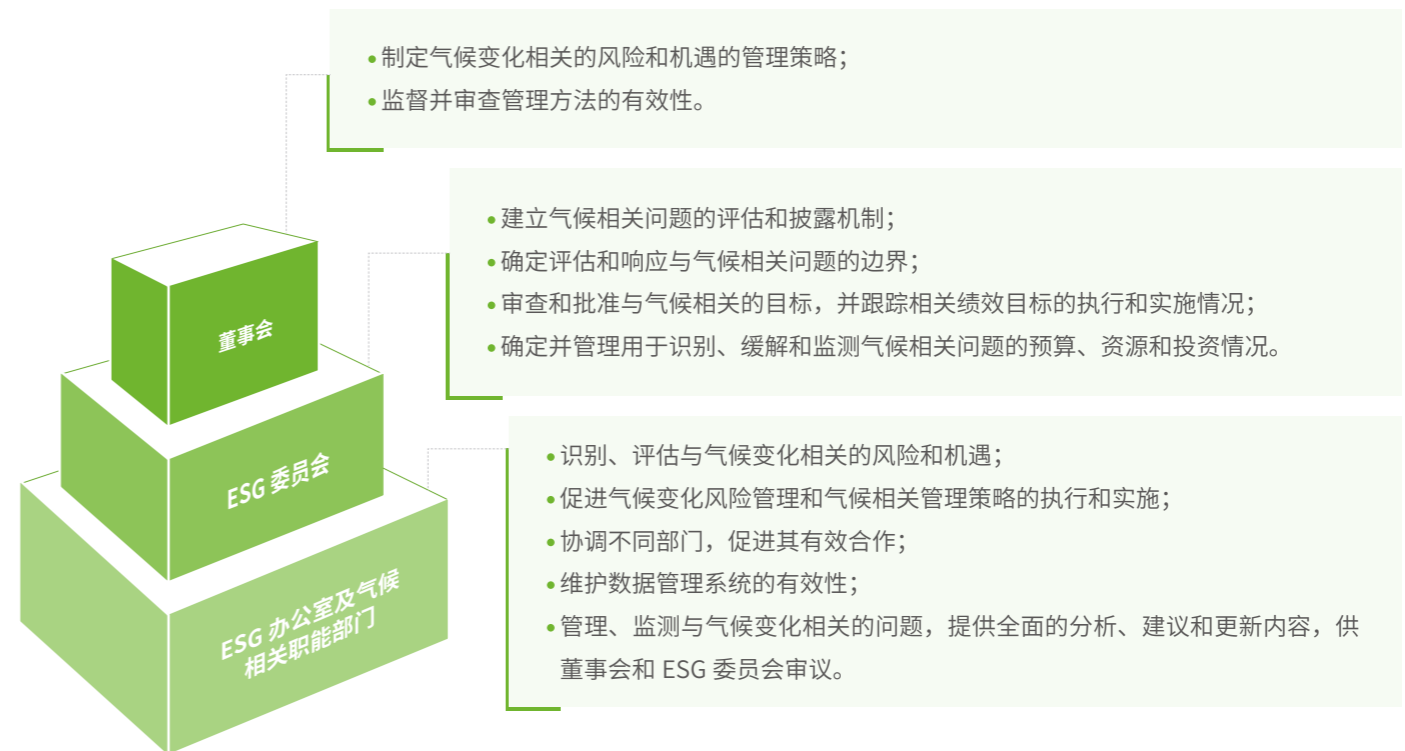 • 制定气候变化相关的风险和机遇的管理策略；
• 监督并审查管理方法的有效性。
董事会
• 建立气候相关问题的评估和披露机制；
• 确定评估和响应与气候相关问题的边界；
• 审查和批准与气候相关的目标，并跟踪相关绩效目标的执行和实施情况；
• 确定并管理用于识别、缓解和监测气候相关问题的预算、资源和投资情况。
ESG 委员会
• 识别、评估与气候变化相关的风险和机遇；
• 促进气候变化风险管理和气候相关管理策略的执行和实施；
• 协调不同部门，促进其有效合作；
• 维护数据管理系统的有效性；
• 管理、监测与气候变化相关的问题，提供全面的分析、建议和更新内容，供
董事会和 ESG 委员会审议。
ESG 办公室及气候
相关职能部门